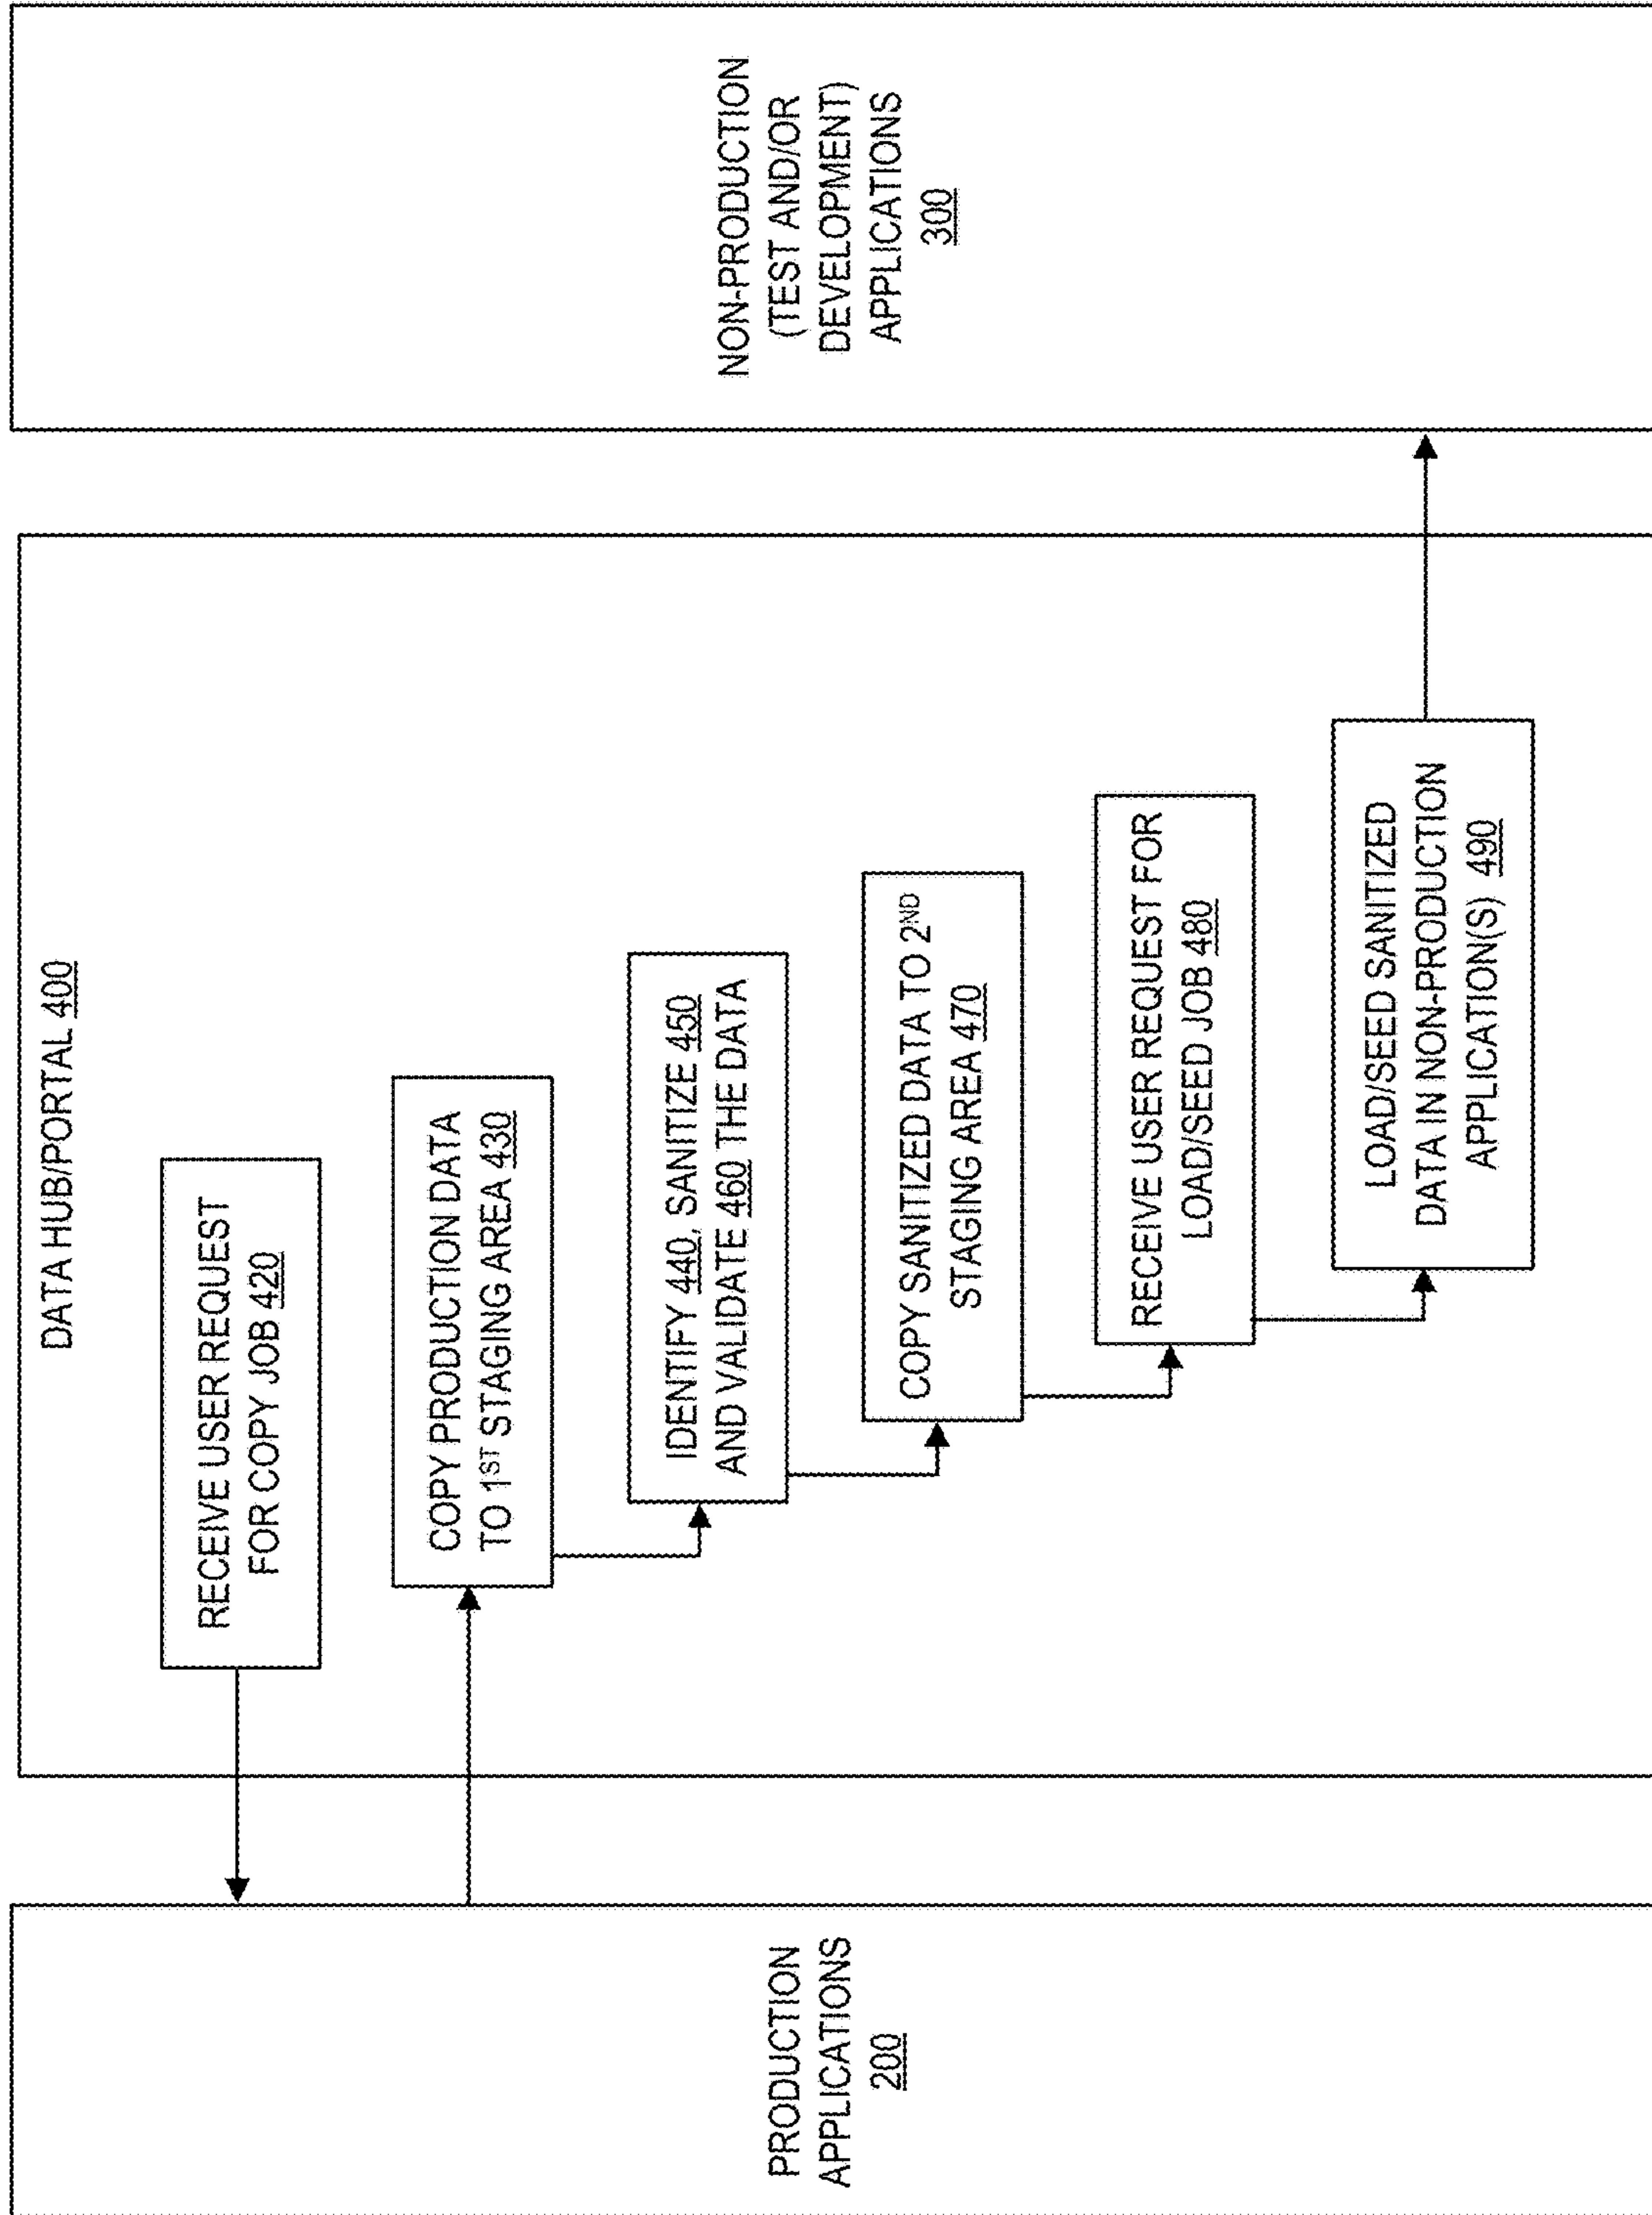 PRODUCTION
APPLICATIONS
200
DATA HUB/PORTAL 400
RECEIVE USER REQUEST
FOR COPY JOB 420
COPY PRODUCTION DATA
TO 1ST STAGING AREA 430
IDENTIFY 440, SANITIZE 450
AND VALIDATE 460 THE DATA
COPY SANITIZED DATA TO 2ND
STAGING AREA 470
RECEIVE USER REQUEST FOR
LOAD/SEED JOB 480
LOAD/SEED SANITIZED
DATA IN NON-PRODUCTION
APPLICATION(S) 490
NON-PRODUCTION
(TEST AND/OR
DEVELOPMENT)
APPLICATIONS
300